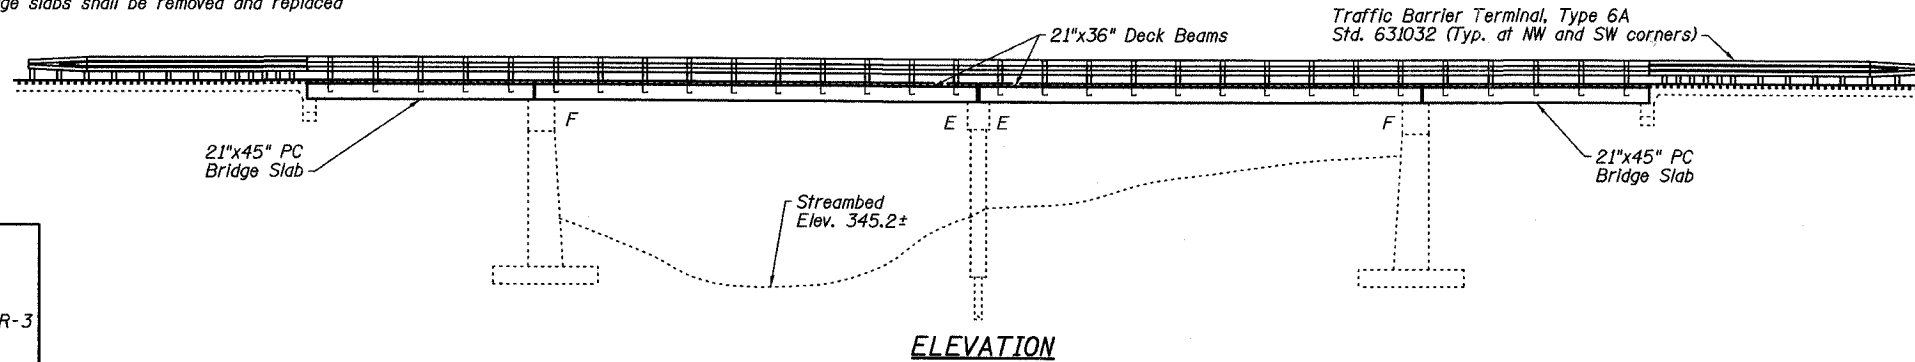 ge slabs shall be removed and replaced
Traffic Barrier Terminal, Type 6A
Std. 631032 (Typ. at NW and SW corners)
21"x36" Deck Beams
F
E E
F
21"x45" PC
Bridge Slab
21"x45" PC
Bridge Slab
Streambed
Elev. 345.2±
R-3
ELEVATION